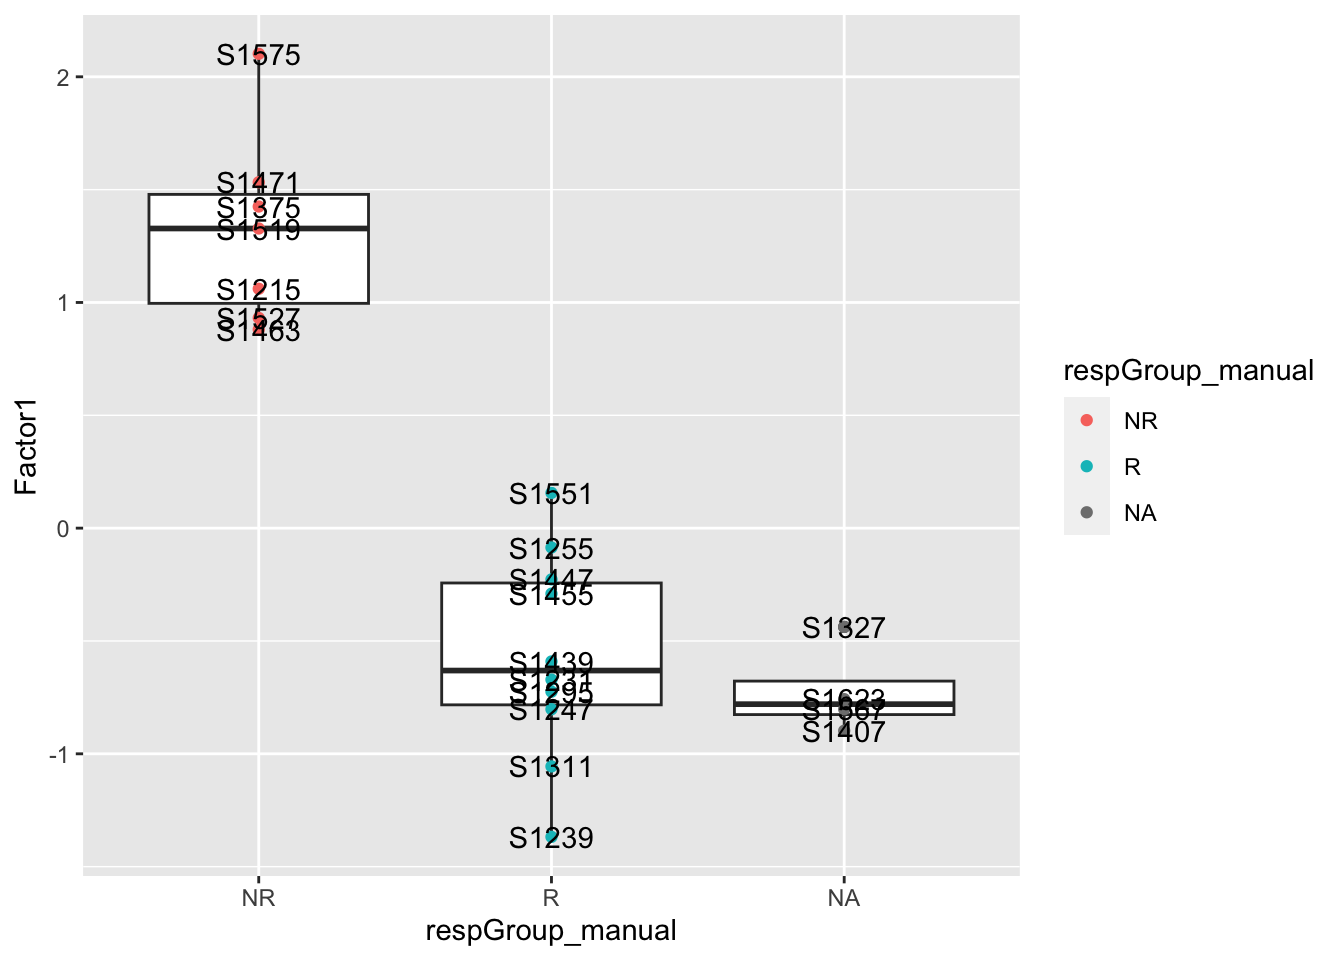 S1575
2
S1471
S1375
S1519
S1215
1
S1527
S1463
respGroup_manual
NR
R
NA
Factor1
S1551
0
S1255
S1447
S1455
S1327
S1439
S1231
S1295
S1247
S1407
-1
S1311
S1239
NR R NA
respGroup_manual